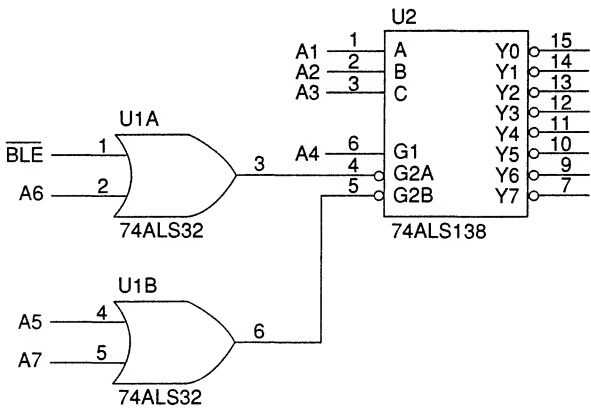 U2
A1 1 A Y0 15
A2 2 B Y1 14
A3 3 C Y2 13
Y3 12
Y4 11
A4 6 G1 Y5 10
4 G2A Y6 9
5 G2B Y7 7
74ALS138
U1A
B̅L̅E̅ 1
A6 2
3
74ALS32
U1B
A5 4
A7 5
6
74ALS32